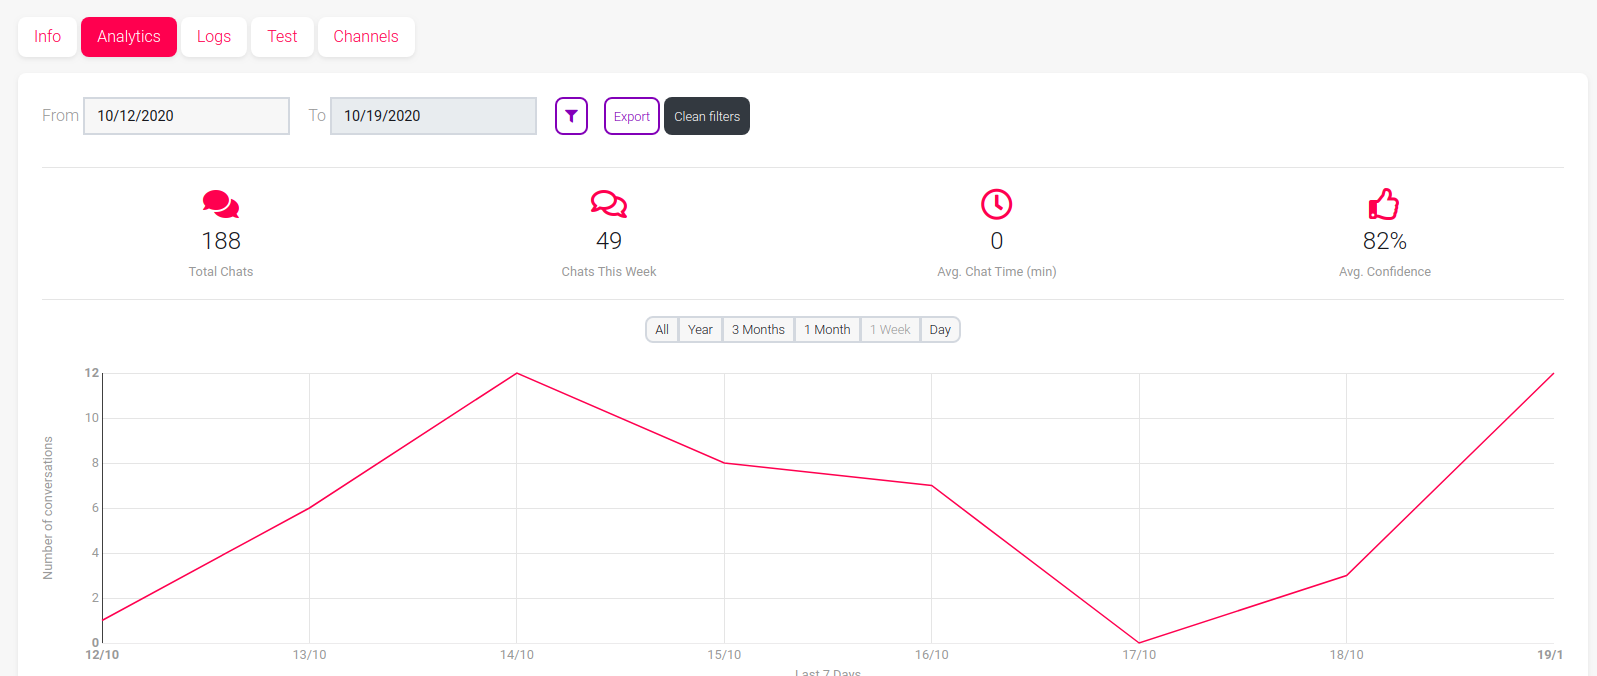 Info Analytics Logs Test Channels
From 10/12/2020 To 10/19/2020 Export Clean filters
188 49 0 82%
Total Chats Chats This Week Avg. Chat Time (min) Avg. Confidence
All Year 3 Months 1 Month 1 Week Day
Number of conversations
12
10
8
6
4
2
0
12/10 13/10 14/10 15/10 16/10 17/10 18/10 19/1
Last 7 Days